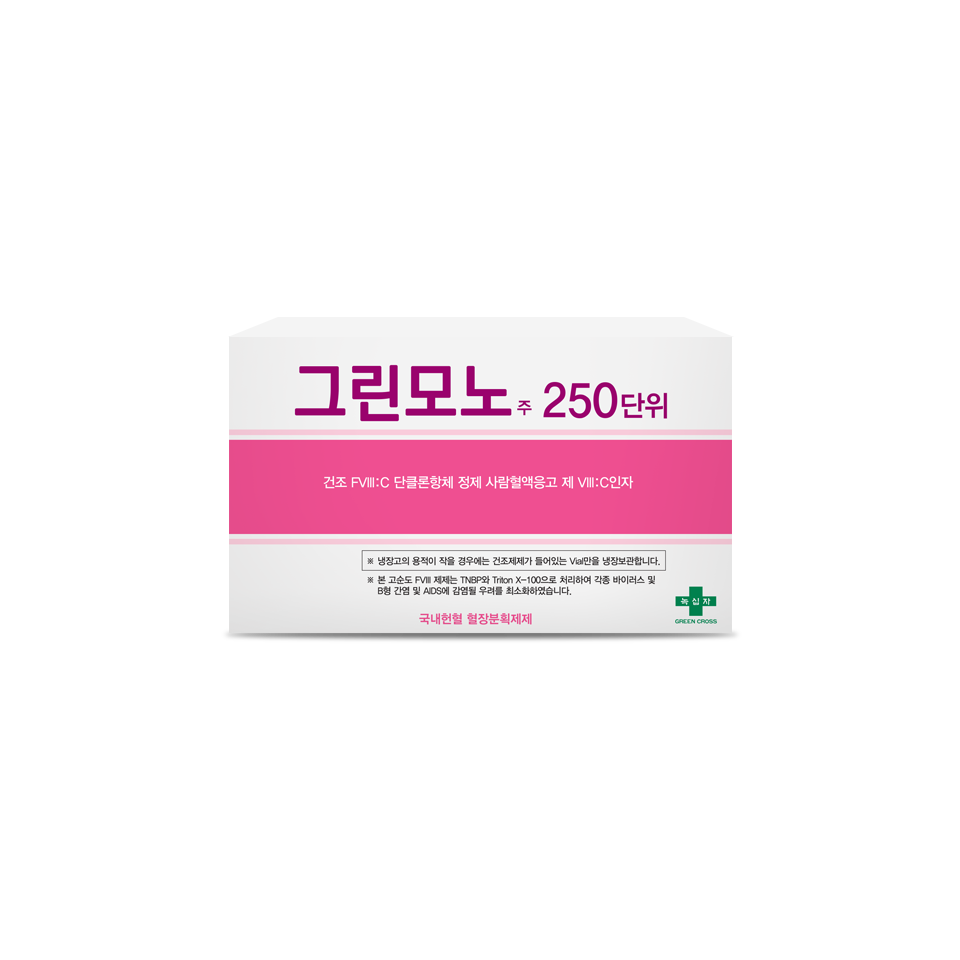 그린모노 주 250단위
건조 FVIII:C 단클론항체 정제 사람혈액응고 제 VIII:C인자
※ 냉장고의 용적이 작을 경우에는 건조제제가 들어있는 Vial만을 냉장보관합니다.
※ 본 고순도 FVIII 제제는 TNBP와 Triton X-100으로 처리하여 각종 바이러스 및
B형 간염 및 AIDS에 감염될 우려를 최소화하였습니다.
녹십자
GREEN CROSS
국내헌혈 혈장분획제제